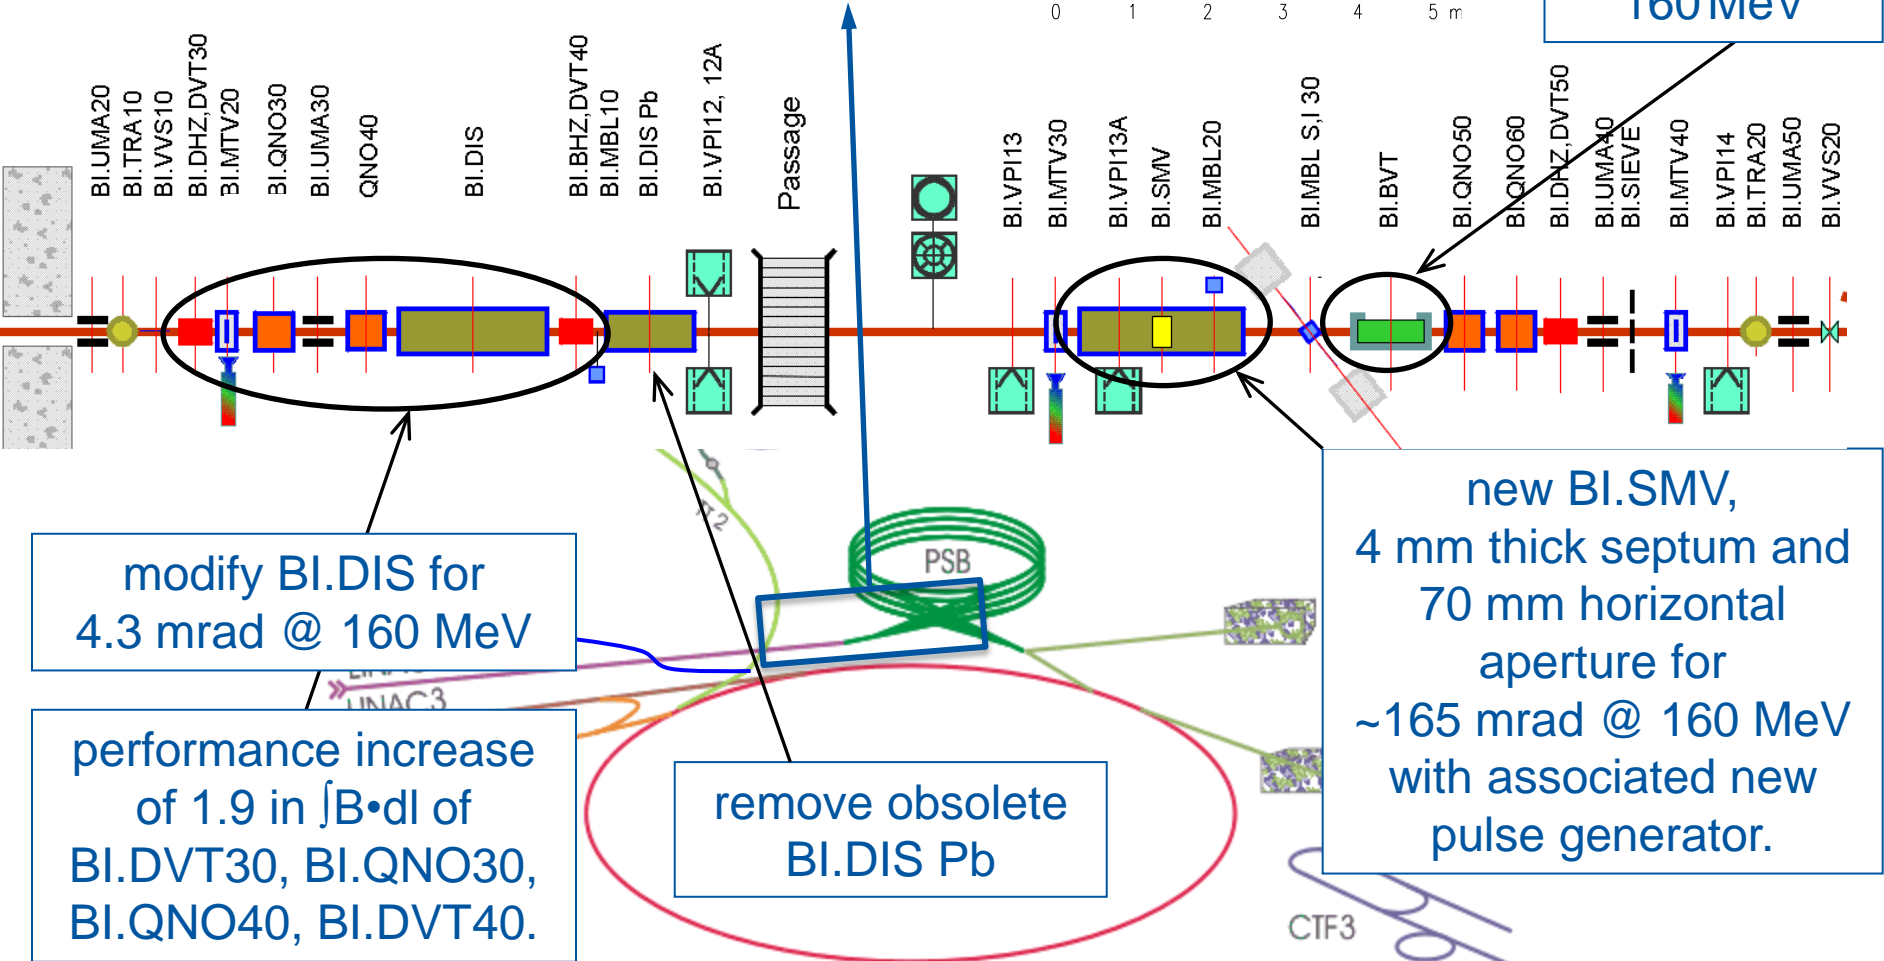 0 1 2 3 4 5 m
160 MeV
BI.UMA20
BI.TRA10
BI.VVS10
BI.DHZ,DVT30
BI.MTV20
BI.QNO30
BI.UMA30
QNO40
BI.DIS
BI.BHZ,DVT40
BI.MBL10
BI.DIS Pb
BI.VPI12, 12A
Passage
BI.VPI13
BI.MTV30
BI.VPI13A
BI.SMV
BI.MBL20
BI.MBL S,I 30
BI.BVT
BI.QNO50
BI.QNO60
BI.DHZ,DVT50
BI.UMA40
BI.SIEVE
BI.MTV40
BI.VPI14
BI.TRA20
BI.UMA50
BI.VVS20
TT2
PSB
modify BI.DIS for
4.3 mrad @ 160 MeV
LINAC3
performance increase
of 1.9 in ∫B•dl of
BI.DVT30, BI.QNO30,
BI.QNO40, BI.DVT40.
remove obsolete
BI.DIS Pb
new BI.SMV,
4 mm thick septum and
70 mm horizontal
aperture for
~165 mrad @ 160 MeV
with associated new
pulse generator.
CTF3